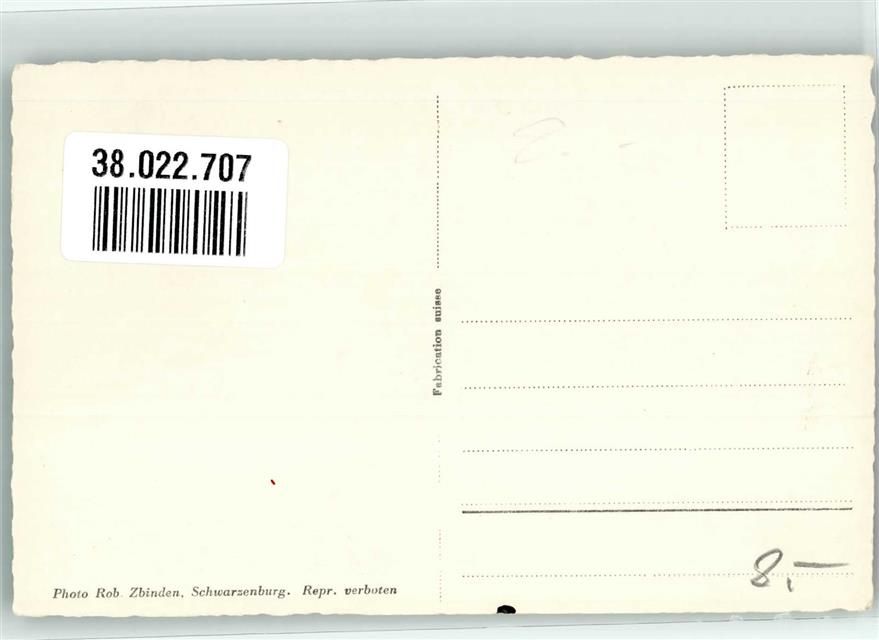 38.022.707
Fabrication suisse
Photo Rob. Zbinden, Schwarzenburg. Repr. verboten
8,—